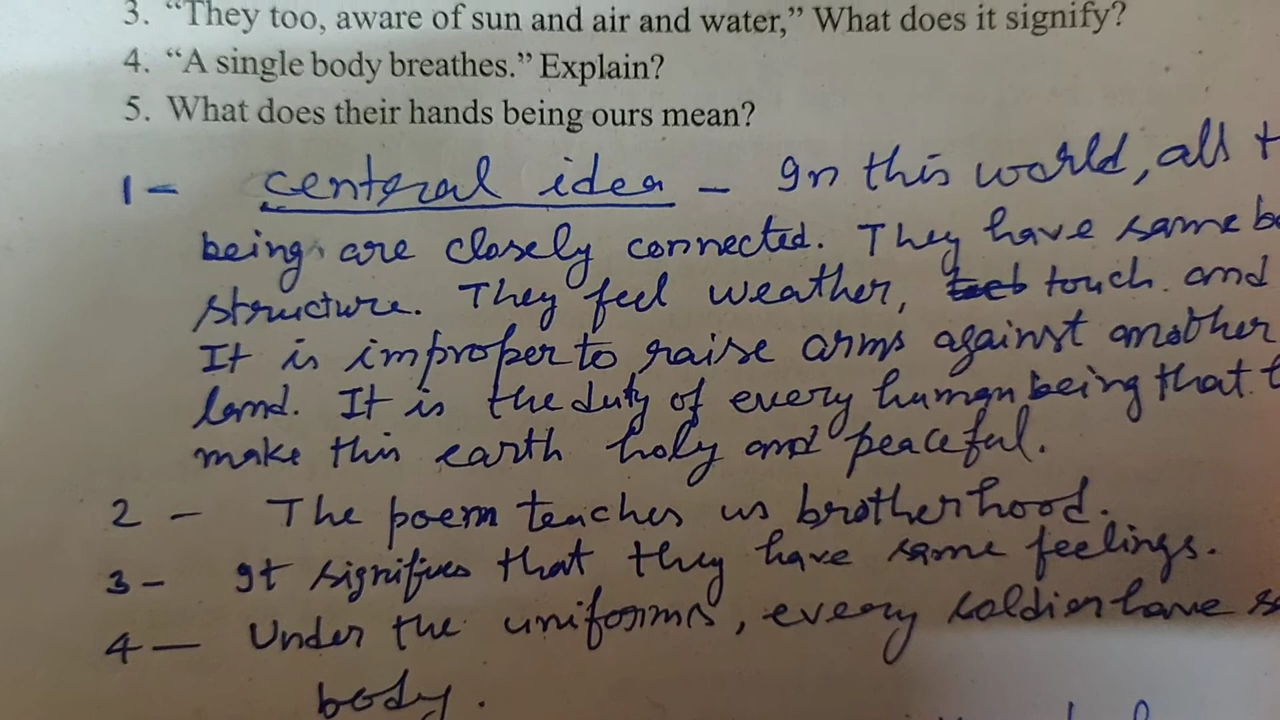 3. “They too, aware of sun and air and water,” What does it signify?
4. “A single body breathes.” Explain?
5. What does their hands being ours mean?
1 - centeral idea - In this world, all
being are closely connected. They have same
structure. They feel weather, touch and
It is improper to raise arms against another
land. It is the duty of every human being that
make this earth holy and peaceful.
2 - The poem teaches us brotherhood.
3 - It signifies that they have same feelings.
4 - Under the uniforms, every soldier have
body.